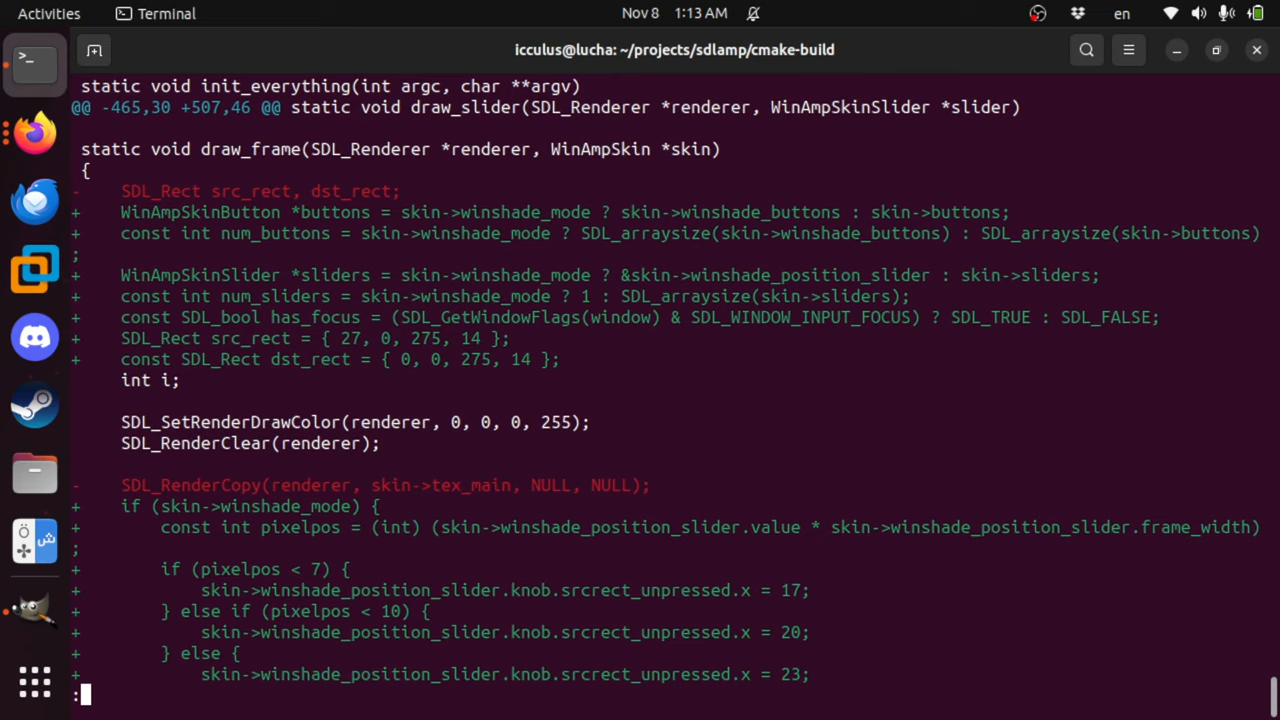 Activities
Terminal
Nov 8 1:13 AM
en
icculus@lucha: ~/projects/sdlamp/cmake-build
 static void init_everything(int argc, char **argv)
@@ -465,30 +507,46 @@ static void draw_slider(SDL_Renderer *renderer, WinAmpSkinSlider *slider)
 static void draw_frame(SDL_Renderer *renderer, WinAmpSkin *skin)
 {
-    SDL_Rect src_rect, dst_rect;
+    WinAmpSkinButton *buttons = skin->winshade_mode ? skin->winshade_buttons : skin->buttons;
+    const int num_buttons = skin->winshade_mode ? SDL_arraysize(skin->winshade_buttons) : SDL_arraysize(skin->buttons)
;
+    WinAmpSkinSlider *sliders = skin->winshade_mode ? &skin->winshade_position_slider : skin->sliders;
+    const int num_sliders = skin->winshade_mode ? 1 : SDL_arraysize(skin->sliders);
+    const SDL_bool has_focus = (SDL_GetWindowFlags(window) & SDL_WINDOW_INPUT_FOCUS) ? SDL_TRUE : SDL_FALSE;
+    SDL_Rect src_rect = { 27, 0, 275, 14 };
+    const SDL_Rect dst_rect = { 0, 0, 275, 14 };
     int i;
     SDL_SetRenderDrawColor(renderer, 0, 0, 0, 255);
     SDL_RenderClear(renderer);
-    SDL_RenderCopy(renderer, skin->tex_main, NULL, NULL);
+    if (skin->winshade_mode) {
+        const int pixelpos = (int) (skin->winshade_position_slider.value * skin->winshade_position_slider.frame_width)
;
+        if (pixelpos < 7) {
+            skin->winshade_position_slider.knob.srcrect_unpressed.x = 17;
+        } else if (pixelpos < 10) {
+            skin->winshade_position_slider.knob.srcrect_unpressed.x = 20;
+        } else {
+            skin->winshade_position_slider.knob.srcrect_unpressed.x = 23;
: